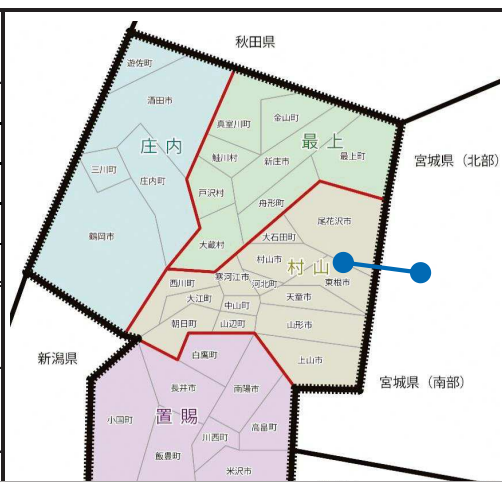 秋田県
遊佐町
酒田市
金山町
真室川町
庄内
最上
鮭川村
新庄市
最上町
宮城県（北部）
三川町
庄内町
戸沢村
舟形町
尾花沢市
鶴岡市
大蔵村
大石田町
村山市
村山
西川町
寒河江市
河北町
東根市
大江町
中山町
天童市
朝日町
山辺町
山形市
新潟県
白鷹町
上山市
宮城県（南部）
長井市
南陽市
小国町
置賜
高畠町
川西町
飯豊町
米沢市